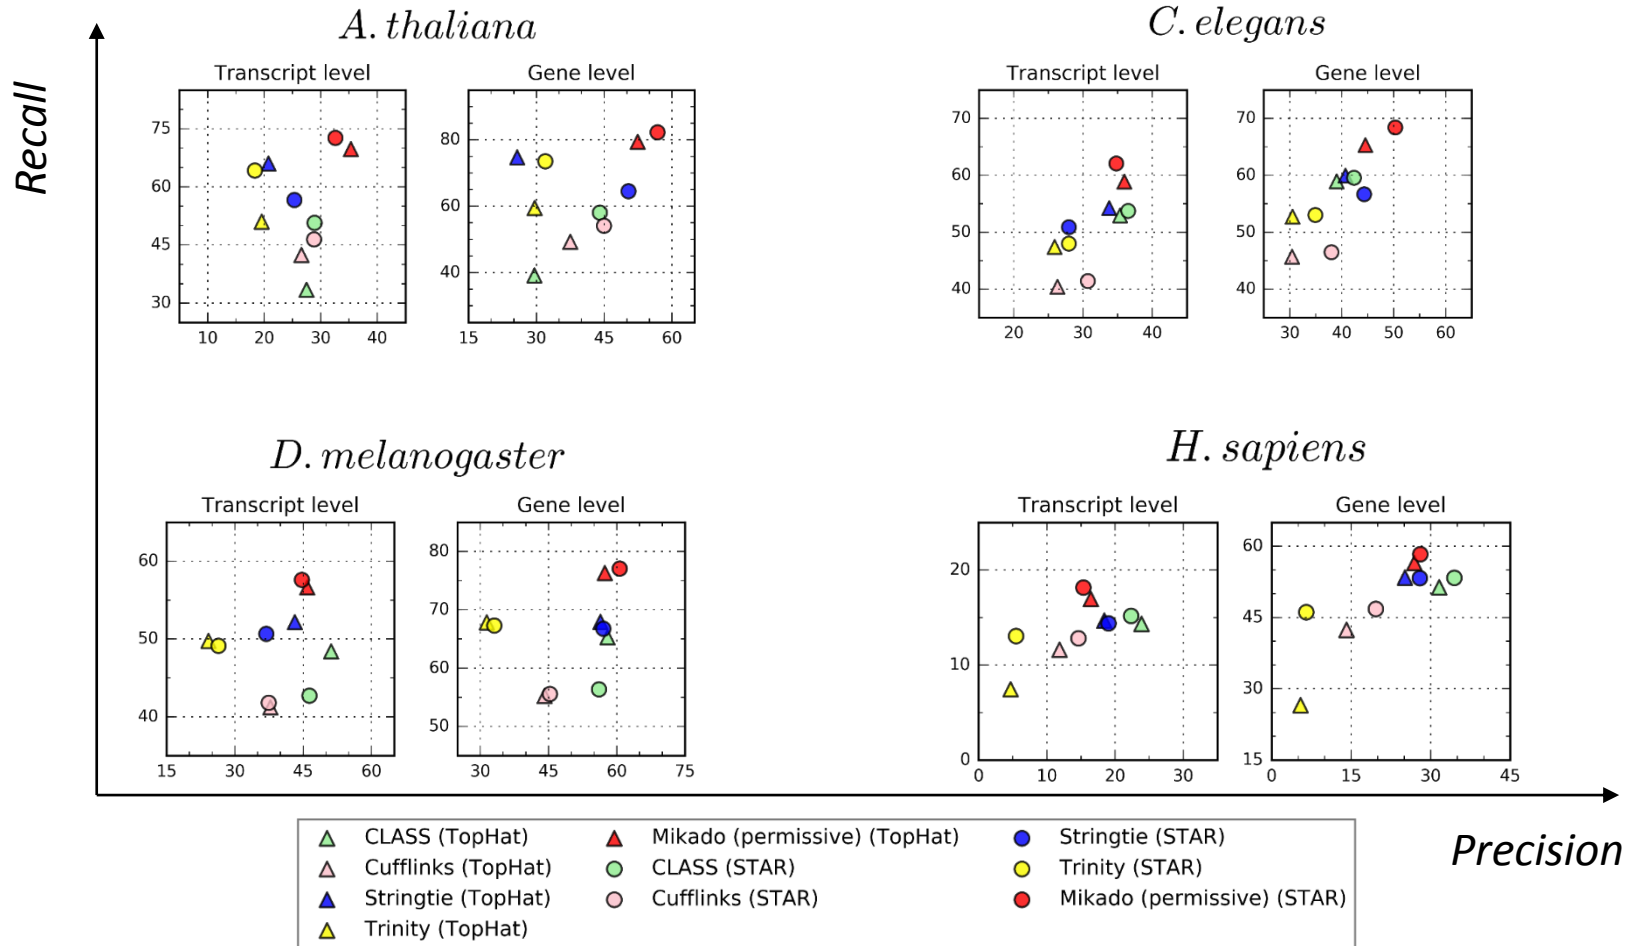 A. thaliana
C. elegans
Recall
Transcript level
Gene level
Transcript level
Gene level
75
60
45
30
10 20 30 40
80
60
40
15 30 45 60
70
60
50
40
20 30 40
70
60
50
40
30 40 50 60
D. melanogaster
H. sapiens
Transcript level
Gene level
Transcript level
Gene level
60
50
40
15 30 45 60
80
70
60
50
30 45 60 75
20
10
0
0 10 20 30
60
45
30
15
0 15 30 45
Precision
CLASS (TopHat)
Cufflinks (TopHat)
Stringtie (TopHat)
Trinity (TopHat)
Mikado (permissive) (TopHat)
CLASS (STAR)
Cufflinks (STAR)
Stringtie (STAR)
Trinity (STAR)
Mikado (permissive) (STAR)